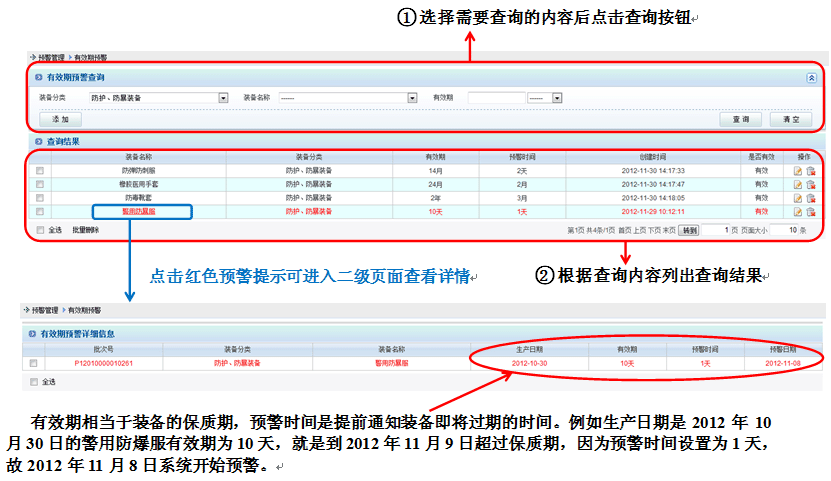 ①选择需要查询的内容后点击查询按钮
预警管理 > 有效期预警
有效期预警查询
装备分类 防护、防暴装备 装备名称 ------ 有效期 ------
添加 查询 清空
查询结果
装备名称 装备分类 有效期 预警时间 创建时间 是否有效 操作
防弹防刺服 防护、防暴装备 14月 2天 2012-11-30 14:17:33 有效
橡胶医用手套 防护、防暴装备 24月 2月 2012-11-30 14:17:47 有效
防毒靴套 防护、防暴装备 2年 3月 2012-11-30 14:18:05 有效
警用防暴服 防护、防暴装备 10天 1天 2012-11-29 10:12:11 有效
全选 批量删除 第1页 共4条/1页 首页 上页 下页 末页 转到 1 页 页面大小 10 条
点击红色预警提示可进入二级页面查看详情
②根据查询内容列出查询结果
预警管理 > 有效期预警
有效期预警详细信息
批次号 装备分类 装备名称 生产日期 有效期 预警时间 预警日期
P12010000010261 防护、防暴装备 警用防暴服 2012-10-30 10天 1天 2012-11-08
全选
有效期相当于装备的保质期，预警时间是提前通知装备即将过期的时间。例如生产日期是 2012 年 10
月 30 日的警用防爆服有效期为 10 天，就是到 2012 年 11 月 9 日超过保质期，因为预警时间设置为 1 天，
故 2012 年 11 月 8 日系统开始预警。